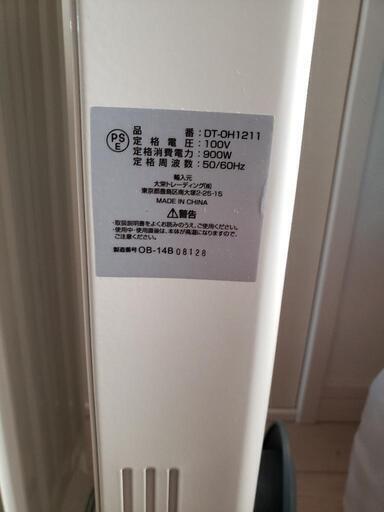 PS
E
品 番：DT-OH1211
定格電圧：100V
定格消費電力：900W
定格周波数：50/60Hz
輸入元
大栄トレーディング(株)
東京都豊島区南大塚2-25-15
MADE IN CHINA
⚠警告
・取扱説明書をよくお読みのうえ、ご使用ください。
・使用中・使用直後は、本体が高温になりますので、
ご注意ください。
製造番号 OB-14B 08128